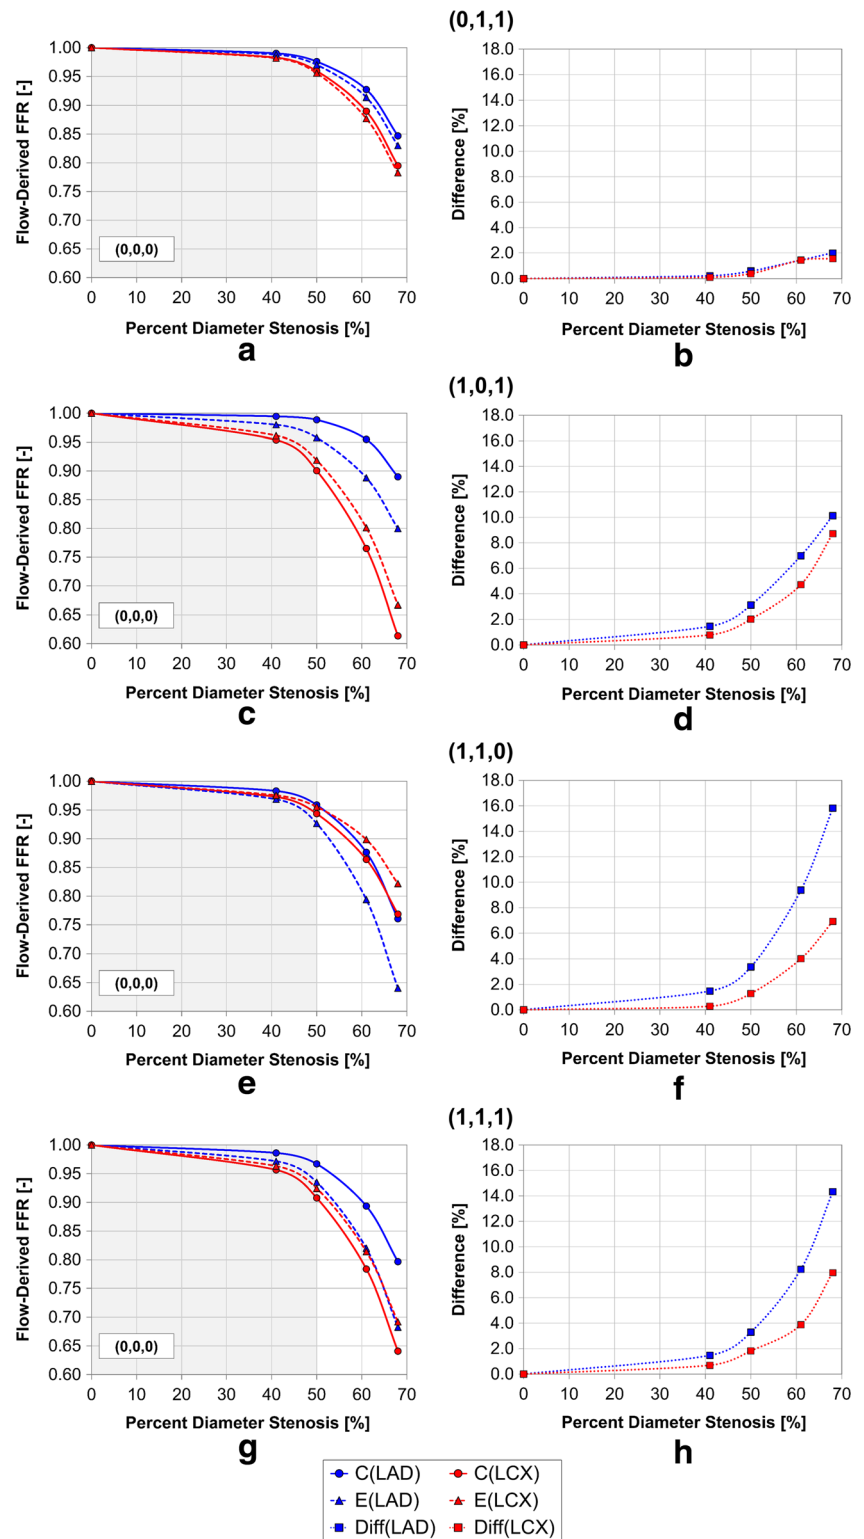 (0,1,1)
1.00
0.95
0.90
0.85
0.80
0.75
0.70
0.65
0.60
Flow-Derived FFR [-]
(0,0,0)
0 10 20 30 40 50 60 70
Percent Diameter Stenosis [%]
a
18.0
16.0
14.0
12.0
10.0
8.0
6.0
4.0
2.0
0.0
Difference [%]
0 10 20 30 40 50 60 70
Percent Diameter Stenosis [%]
b
(1,0,1)
1.00
0.95
0.90
0.85
0.80
0.75
0.70
0.65
0.60
Flow-Derived FFR [-]
(0,0,0)
0 10 20 30 40 50 60 70
Percent Diameter Stenosis [%]
c
18.0
16.0
14.0
12.0
10.0
8.0
6.0
4.0
2.0
0.0
Difference [%]
0 10 20 30 40 50 60 70
Percent Diameter Stenosis [%]
d
(1,1,0)
1.00
0.95
0.90
0.85
0.80
0.75
0.70
0.65
0.60
Flow-Derived FFR [-]
(0,0,0)
0 10 20 30 40 50 60 70
Percent Diameter Stenosis [%]
e
18.0
16.0
14.0
12.0
10.0
8.0
6.0
4.0
2.0
0.0
Difference [%]
0 10 20 30 40 50 60 70
Percent Diameter Stenosis [%]
f
(1,1,1)
1.00
0.95
0.90
0.85
0.80
0.75
0.70
0.65
0.60
Flow-Derived FFR [-]
(0,0,0)
0 10 20 30 40 50 60 70
Percent Diameter Stenosis [%]
g
18.0
16.0
14.0
12.0
10.0
8.0
6.0
4.0
2.0
0.0
Difference [%]
0 10 20 30 40 50 60 70
Percent Diameter Stenosis [%]
h
C(LAD) C(LCX)
E(LAD) E(LCX)
Diff(LAD) Diff(LCX)